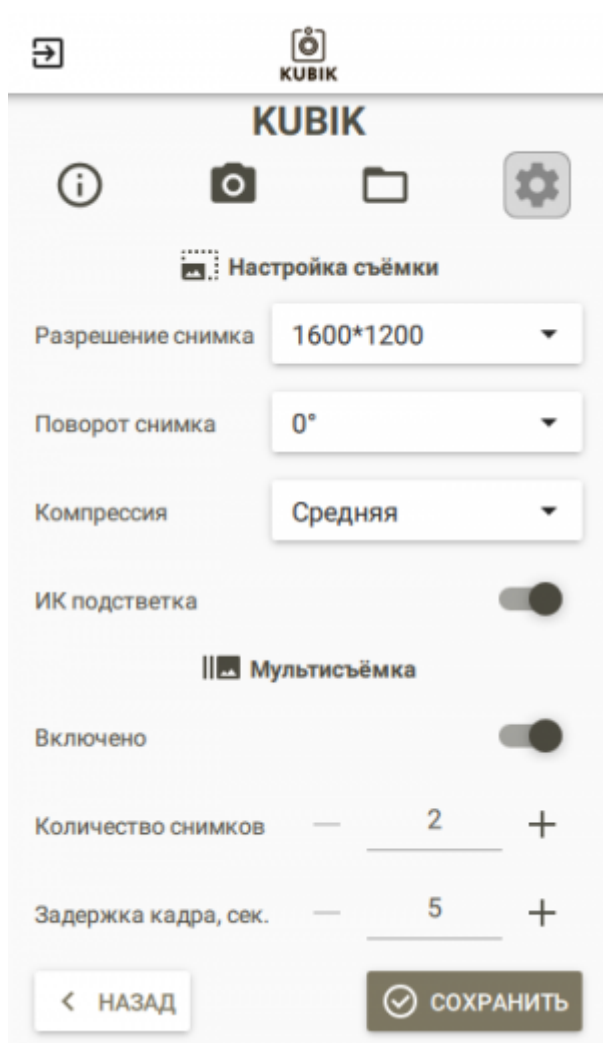 KUBIK
KUBIK
Настройка съёмки
Разрешение снимка 1600*1200
Поворот снимка 0°
Компрессия Средняя
ИК подстветка
Мультисъёмка
Включено
Количество снимков — 2 +
Задержка кадра, сек. — 5 +
< НАЗАД СОХРАНИТЬ